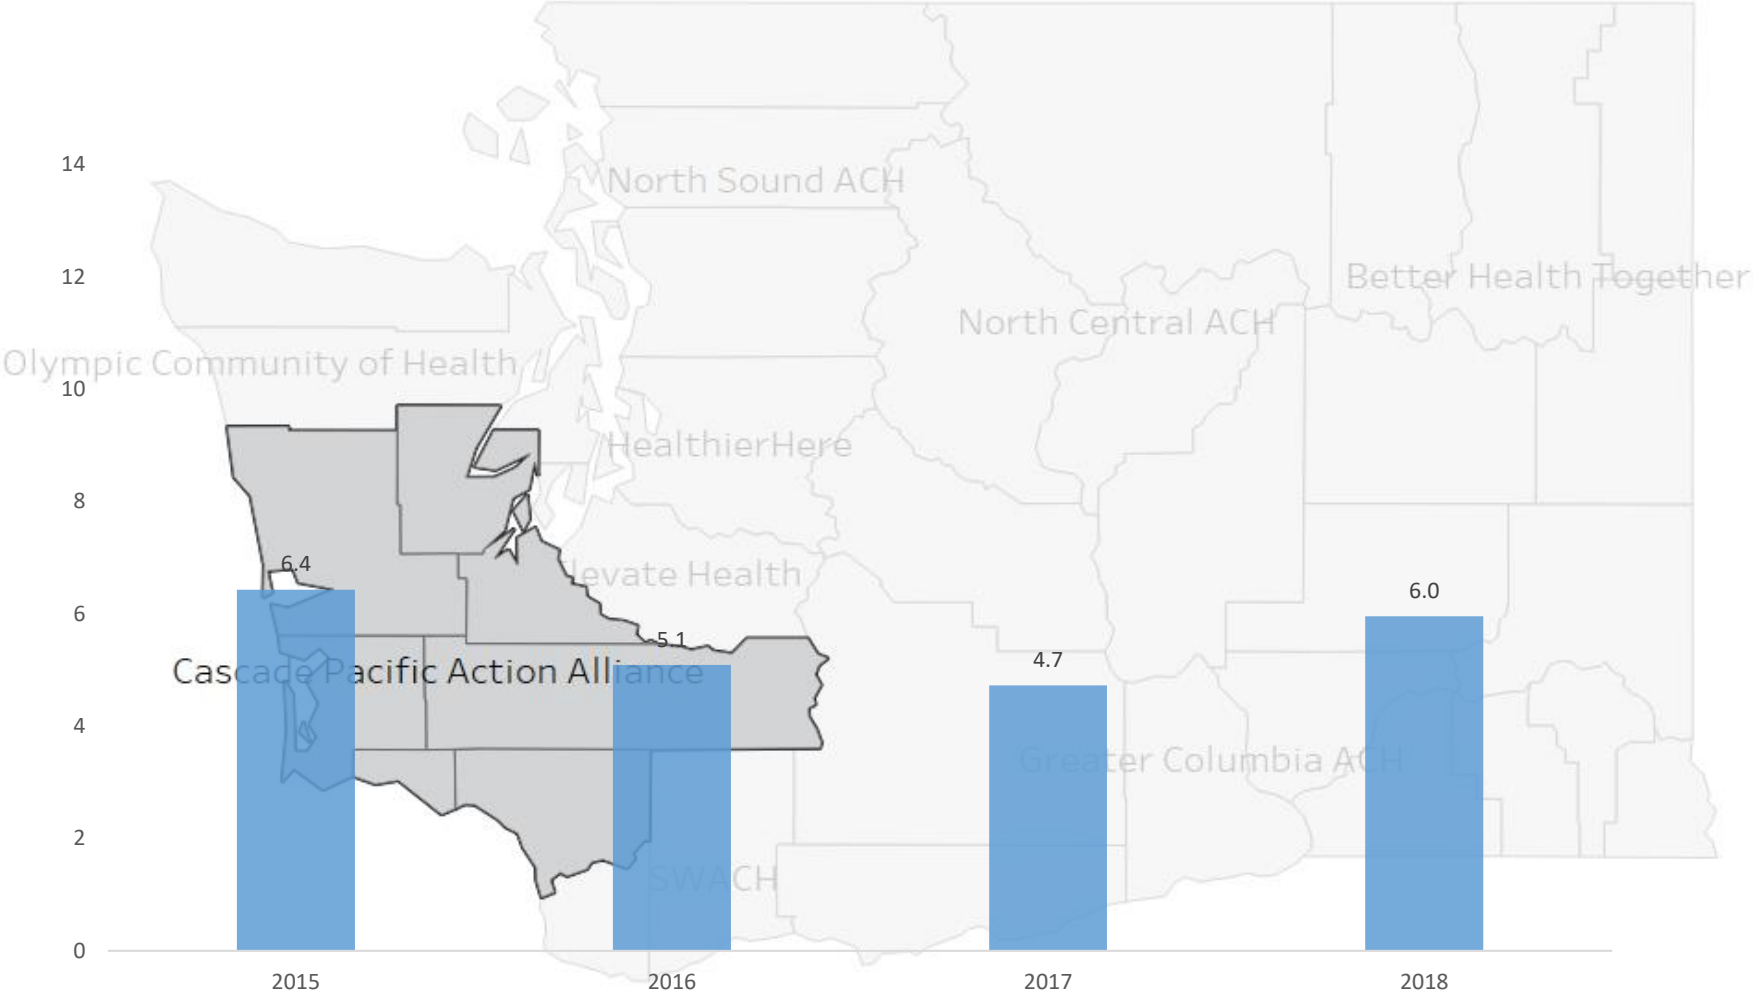 14
North Sound ACH
12
Better Health Together
North Central ACH
Olympic Community of Health
10
HealthierHere
8
6.4
levate Health
6.0
6
5.1
4.7
Cascade Pacific Action Alliance
4
Greater Columbia ACH
2
SWACH
0
2015
2016
2017
2018